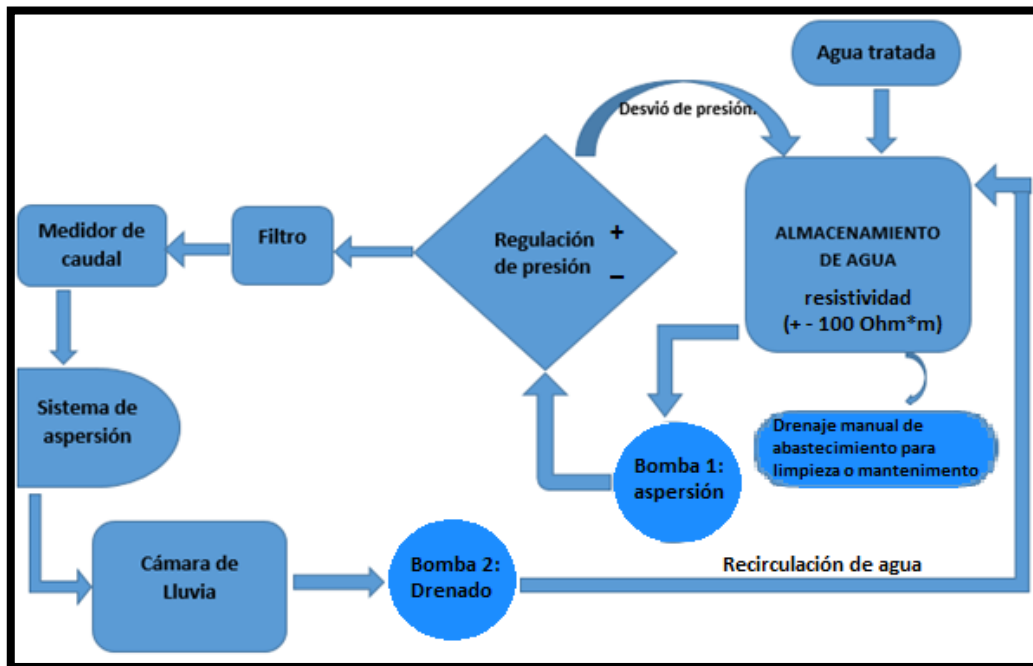 Agua tratada
Desvió de presión.
ALMACENAMIENTO
DE AGUA
resistividad
(+ - 100 Ohm*m)
Regulación
de presión
+
−
Filtro
Medidor de
caudal
Sistema de
aspersión
Bomba 1:
aspersión
Drenaje manual de
abastecimiento para
limpieza o mantenimento
Cámara de
Lluvia
Bomba 2:
Drenado
Recirculación de agua